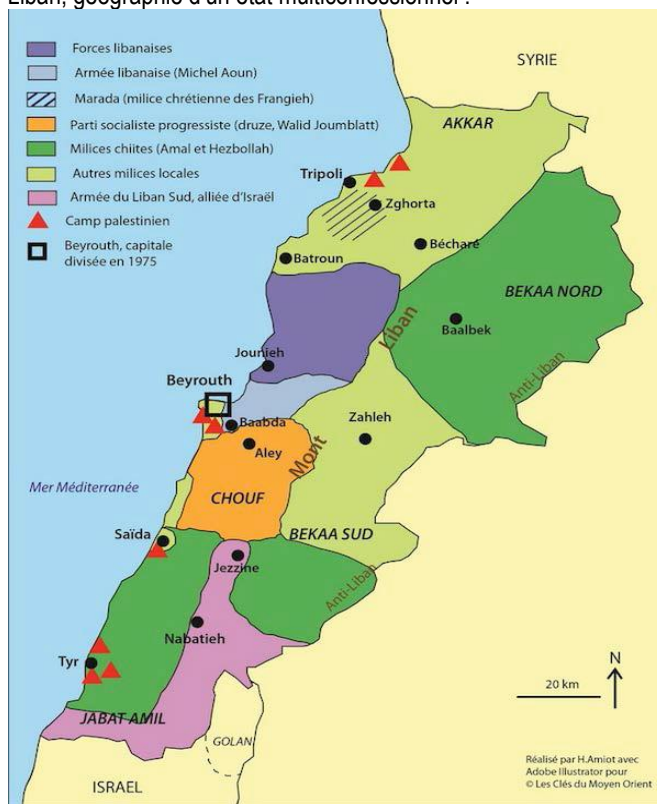 Liban, géographie d'un état multiconfessionnel :
Forces libanaises
Armée libanaise (Michel Aoun)
Marada (milice chrétienne des Frangieh)
Parti socialiste progressiste (druze, Walid Joumblatt)
Milices chiites (Amal et Hezbollah)
Autres milices locales
Armée du Liban Sud, alliée d'Israël
Camp palestinien
Beyrouth, capitale
divisée en 1975
SYRIE
AKKAR
Tripoli
Zghorta
Bécharé
Batroun
BEKAA NORD
Baalbek
Liban
Jounieh
Anti-Liban
Beyrouth
Baabda
Zahleh
Aley
Mont
Mer Méditerranée
CHOUF
BEKAA SUD
Saïda
Jezzine
Anti-Liban
Nabatieh
Tyr
N
20 km
JABAT AMIL
GOLAN
ISRAEL
Réalisé par H.Amiot avec
Adobe Illustrator pour
© Les Clés du Moyen Orient